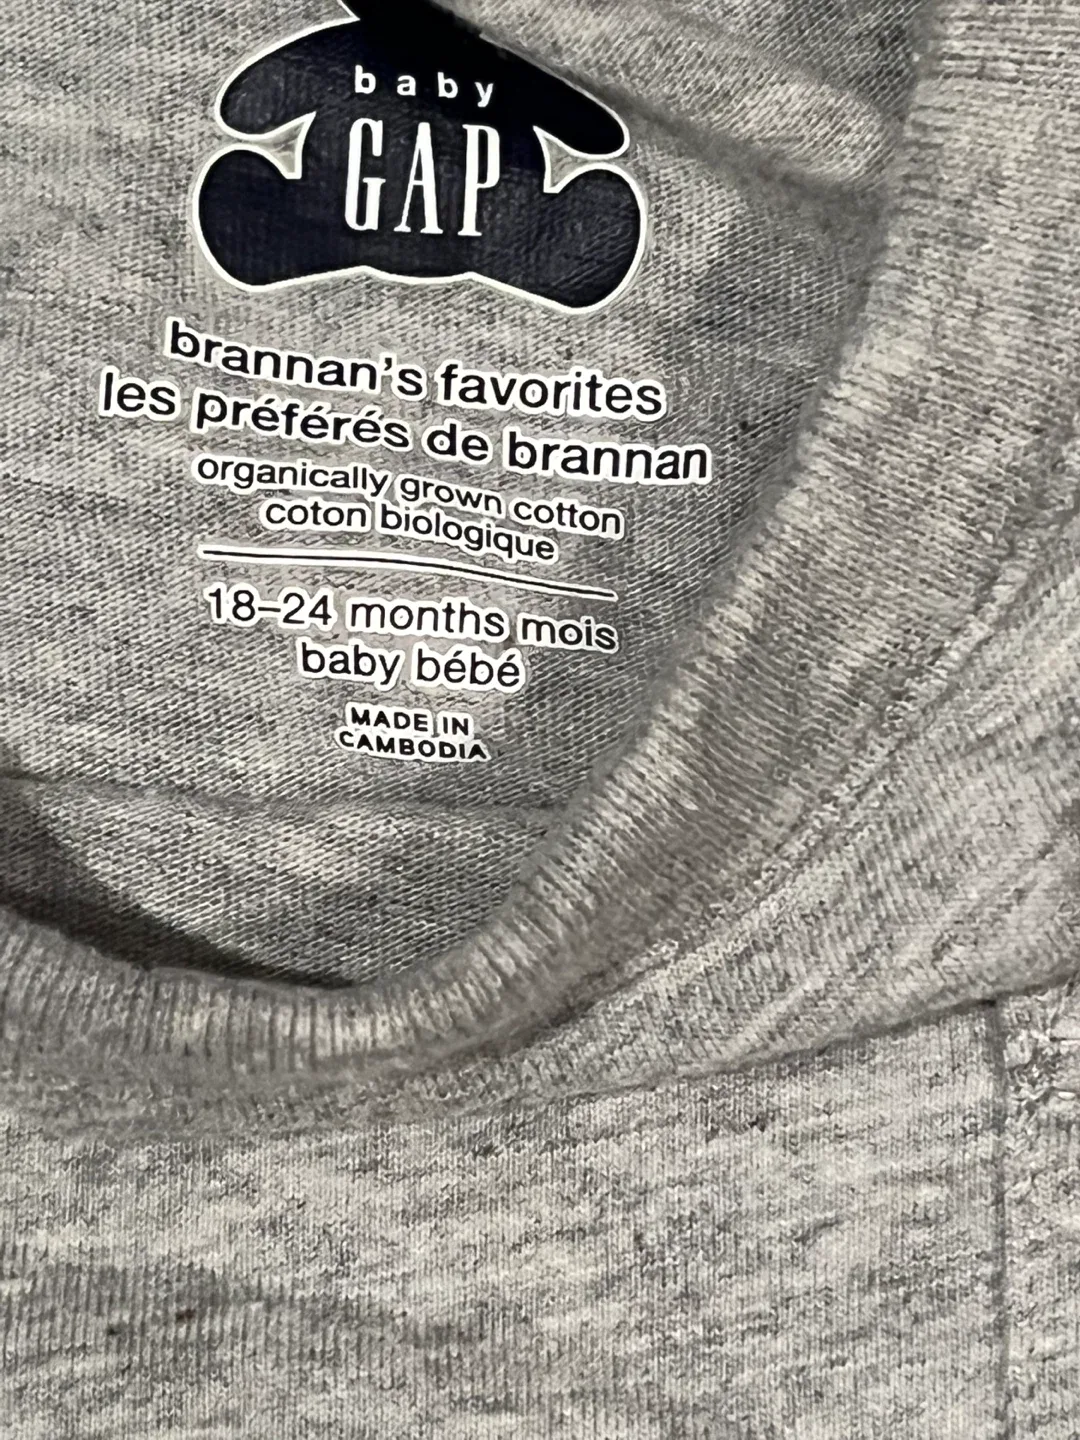 baby
GAP
brannan's favorites
les préférés de brannan
organically grown cotton
coton biologique
18–24 months mois
baby bébé
MADE IN
CAMBODIA